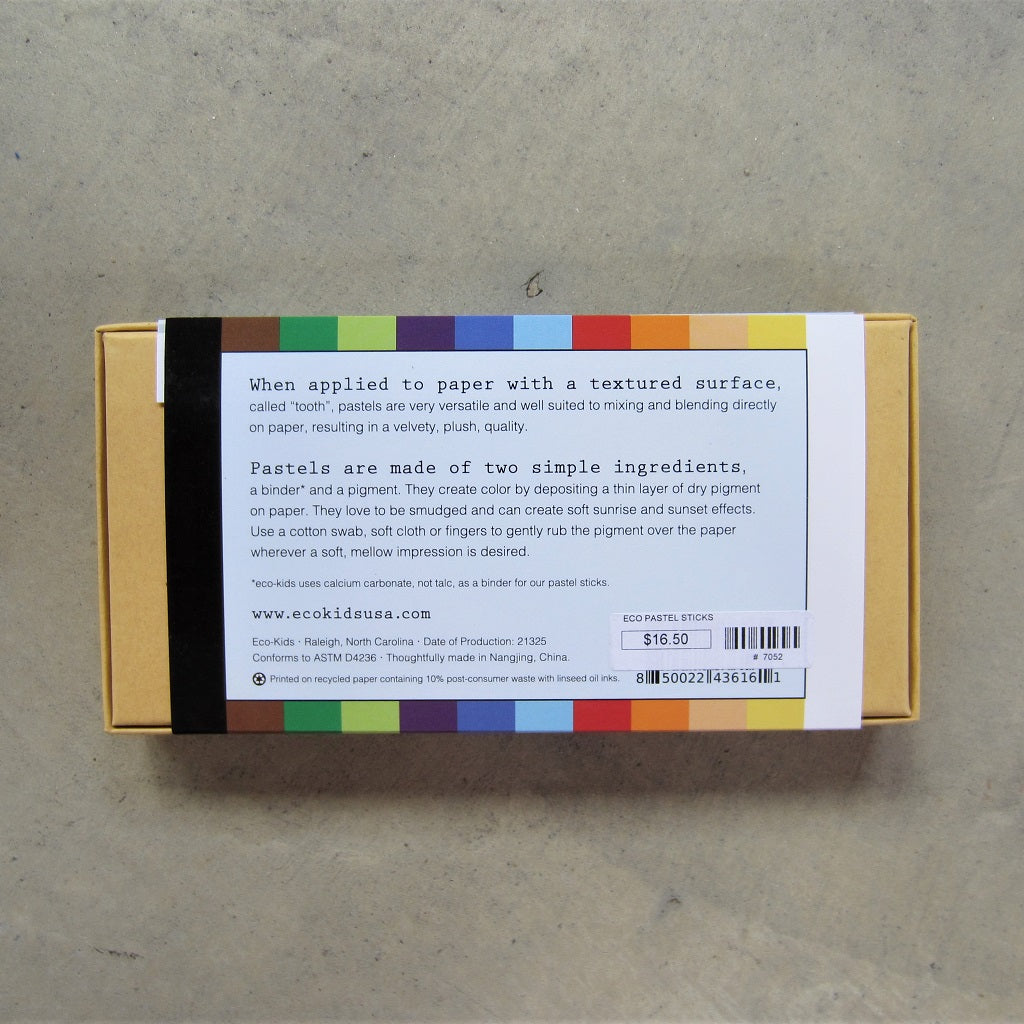 When applied to paper with a textured surface,
called “tooth”, pastels are very versatile and well suited to mixing and blending directly
on paper, resulting in a velvety, plush, quality.
Pastels are made of two simple ingredients,
a binder* and a pigment. They create color by depositing a thin layer of dry pigment
on paper. They love to be smudged and can create soft sunrise and sunset effects.
Use a cotton swab, soft cloth or fingers to gently rub the pigment over the paper
wherever a soft, mellow impression is desired.
*eco-kids uses calcium carbonate, not talc, as a binder for our pastel sticks.
www.ecokidsusa.com
Eco-Kids · Raleigh, North Carolina · Date of Production: 21325
Conforms to ASTM D4236 · Thoughtfully made in Nangjing, China.
Printed on recycled paper containing 10% post-consumer waste with linseed oil inks.
ECO PASTEL STICKS
$16.50
# 7052
8 50022 43616 1